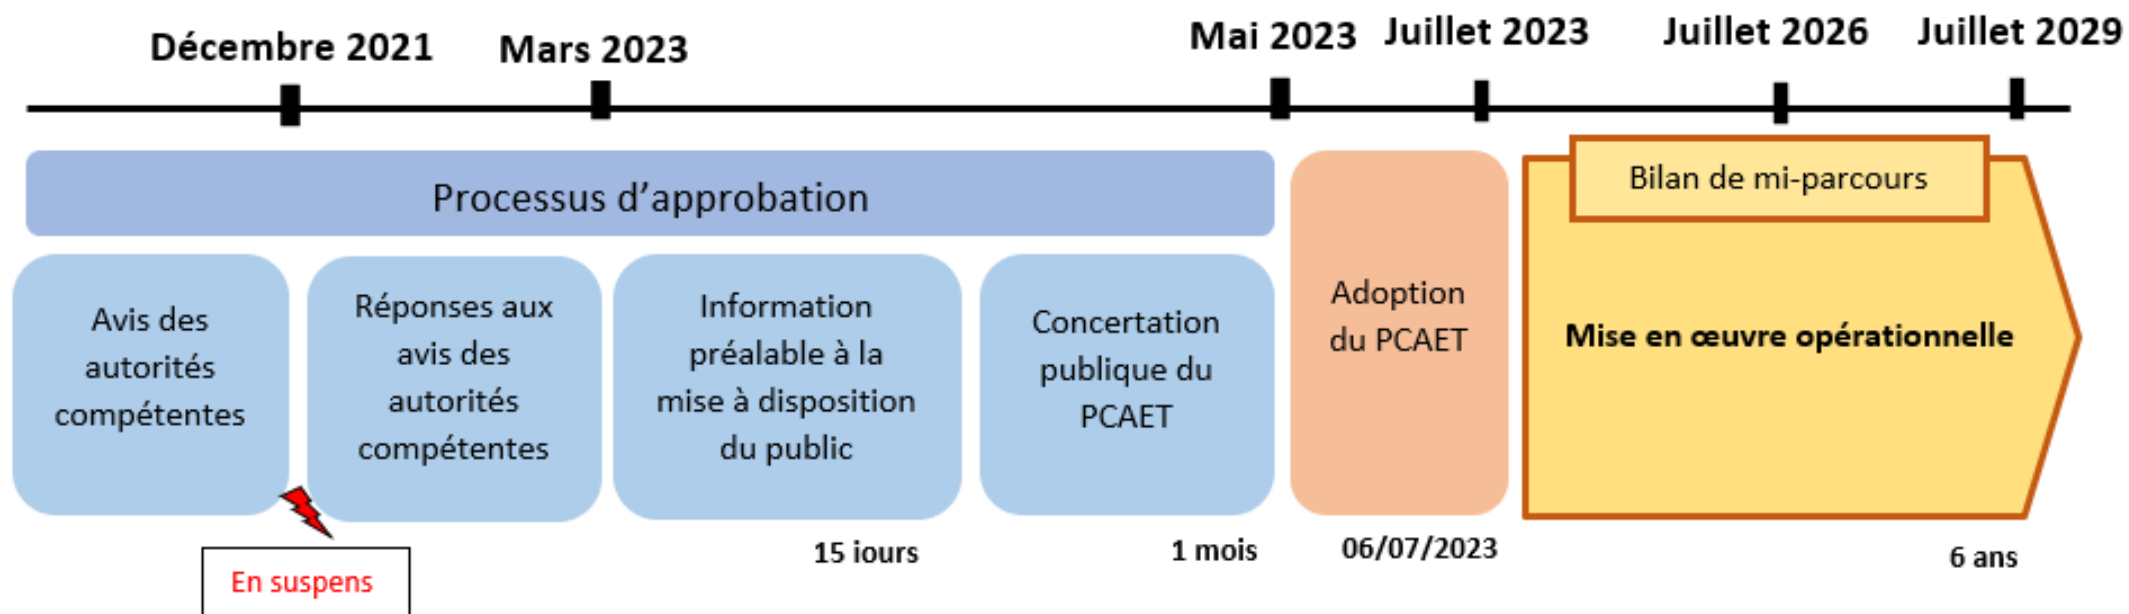 Décembre 2021
Mars 2023
Mai 2023
Juillet 2023
Juillet 2026
Juillet 2029
Processus d'approbation
Avis des
autorités
compétentes
Réponses aux
avis des
autorités
compétentes
Information
préalable à la
mise à disposition
du public
Concertation
publique du
PCAET
Adoption
du PCAET
Bilan de mi-parcours
Mise en œuvre opérationnelle
En suspens
15 iours
1 mois
06/07/2023
6 ans